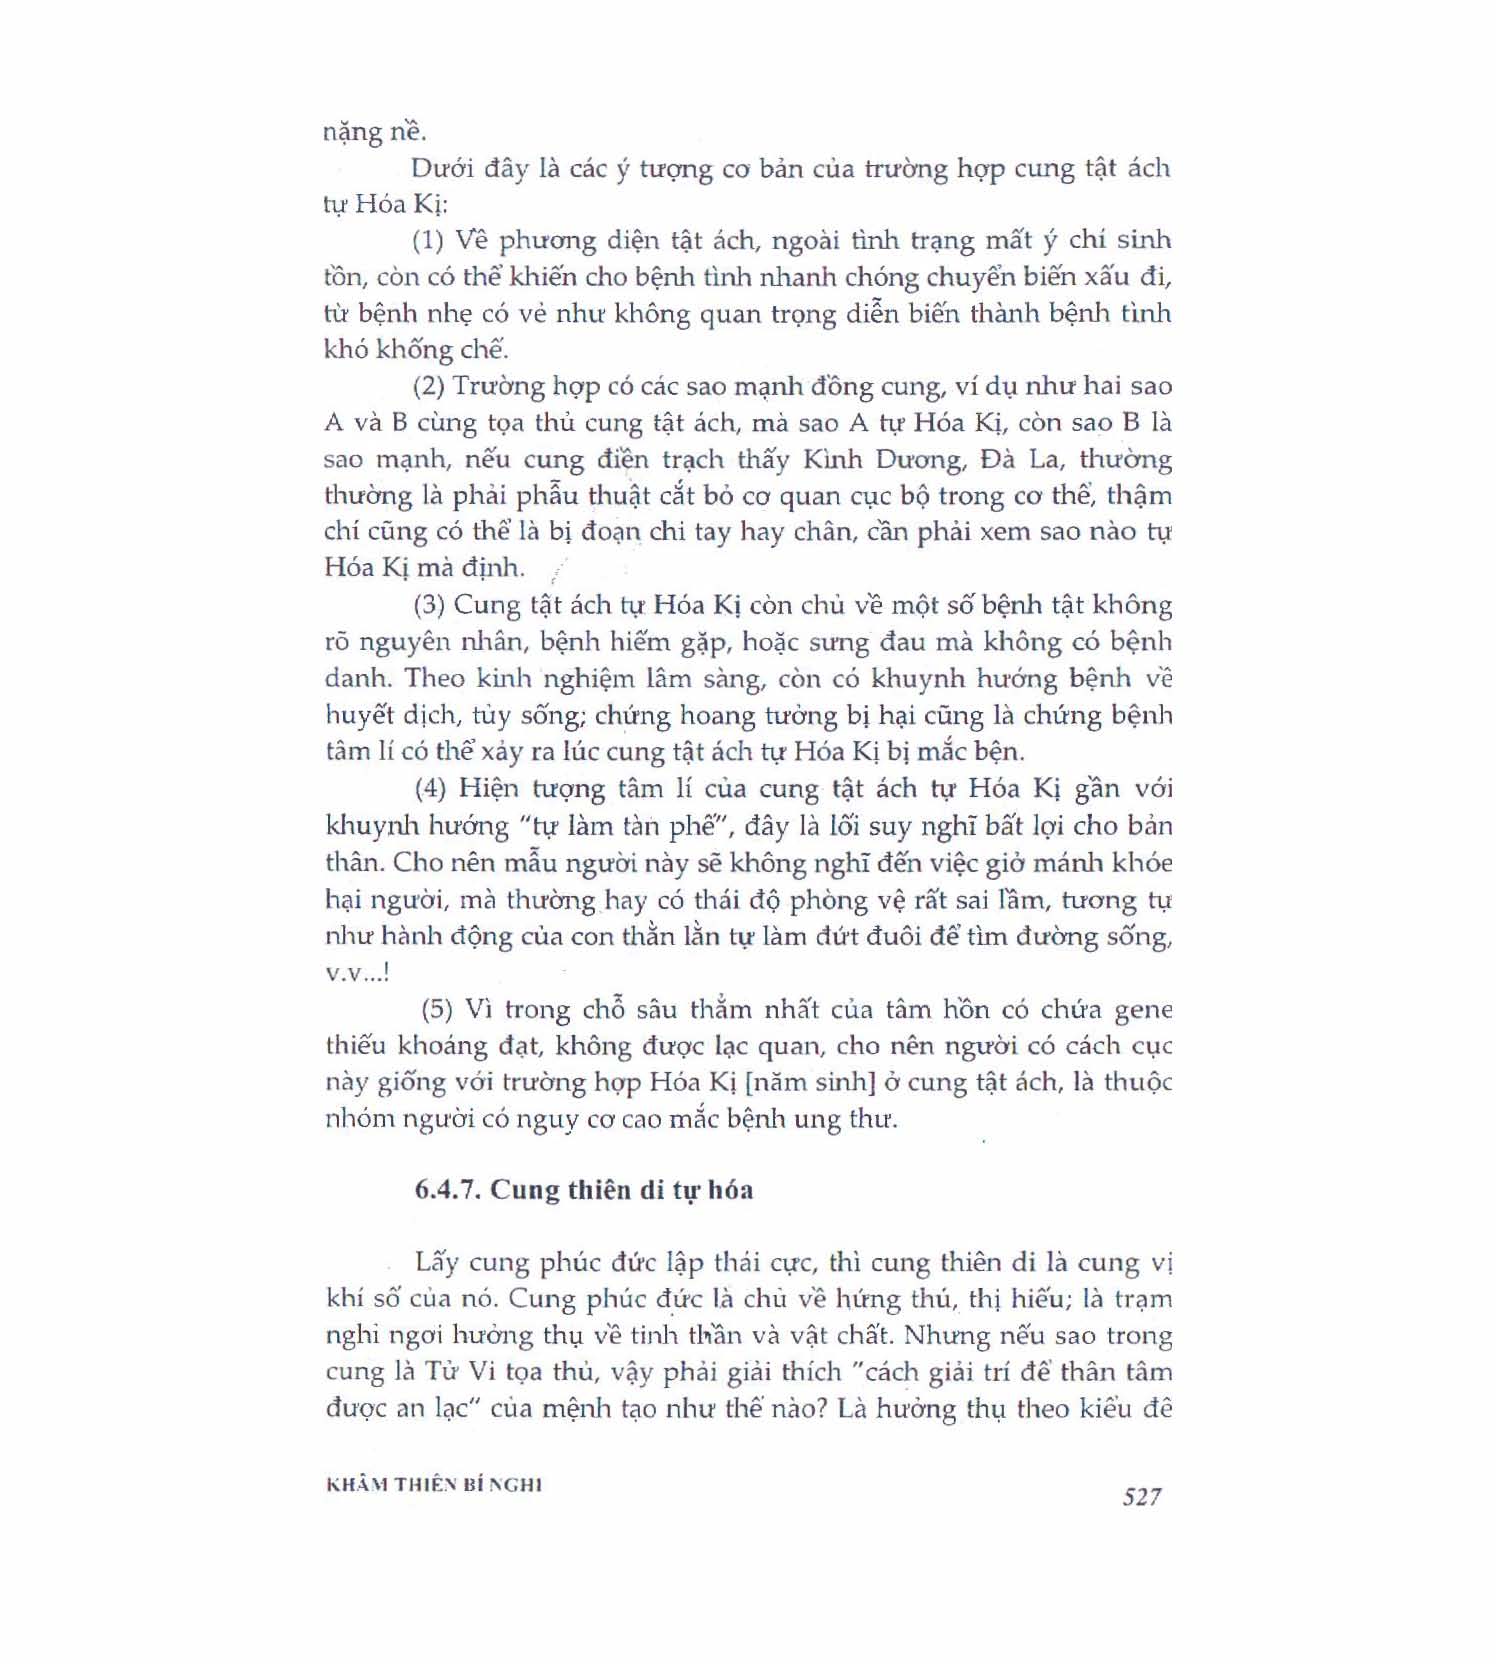 nặng nề.
Dưới đây là các ý tượng cơ bản của trường hợp cung tật ách
tự Hóa Kị:
(1) Về phương diện tật ách, ngoài tình trạng mất ý chí sinh
tồn, còn có thể khiến cho bệnh tình nhanh chóng chuyển biến xấu đi,
từ bệnh nhẹ có vẻ như không quan trọng diễn biến thành bệnh tình
khó khống chế.
(2) Trường hợp có các sao mạnh đồng cung, ví dụ như hai sao
A và B cùng tọa thủ cung tật ách, mà sao A tự Hóa Kị, còn sao B là
sao mạnh, nếu cung điền trạch thấy Kình Dương, Đà La, thường
thường là phải phẫu thuật cắt bỏ cơ quan cục bộ trong cơ thể, thậm
chí cũng có thể là bị đoạn chi tay hay chân, cần phải xem sao nào tự
Hóa Kị mà định.
(3) Cung tật ách tự Hóa Kị còn chủ về một số bệnh tật không
rõ nguyên nhân, bệnh hiếm gặp, hoặc sưng đau mà không có bệnh
danh. Theo kinh nghiệm lâm sàng, còn có khuynh hướng bệnh về
huyết dịch, tủy sống; chứng hoang tưởng bị hại cũng là chứng bệnh
tâm lí có thể xảy ra lúc cung tật ách tự Hóa Kị bị mắc bện.
(4) Hiện tượng tâm lí của cung tật ách tự Hóa Kị gần với
khuynh hướng "tự làm tàn phế", đây là lối suy nghĩ bất lợi cho bản
thân. Cho nên mẫu người này sẽ không nghĩ đến việc giở mánh khóe
hại người, mà thường hay có thái độ phòng vệ rất sai lầm, tương tự
như hành động của con thằn lằn tự làm đứt đuôi để tìm đường sống,
v.v...!
(5) Vì trong chỗ sâu thẳm nhất của tâm hồn có chứa gene
thiếu khoáng đạt, không được lạc quan, cho nên người có cách cục
này giống với trường hợp Hóa Kị [năm sinh] ở cung tật ách, là thuộc
nhóm người có nguy cơ cao mắc bệnh ung thư.
6.4.7. Cung thiên di tự hóa
Lấy cung phúc đức lập thái cực, thì cung thiên di là cung vị
khí số của nó. Cung phúc đức là chủ về hứng thú, thị hiếu; là trạm
nghỉ ngơi hưởng thụ về tinh thần và vật chất. Nhưng nếu sao trong
cung là Tử Vi tọa thủ, vậy phải giải thích "cách giải trí để thân tâm
được an lạc" của mệnh tạo như thế nào? Là hưởng thụ theo kiểu đế
KHÂM THIÊN BÍ NGHI
527